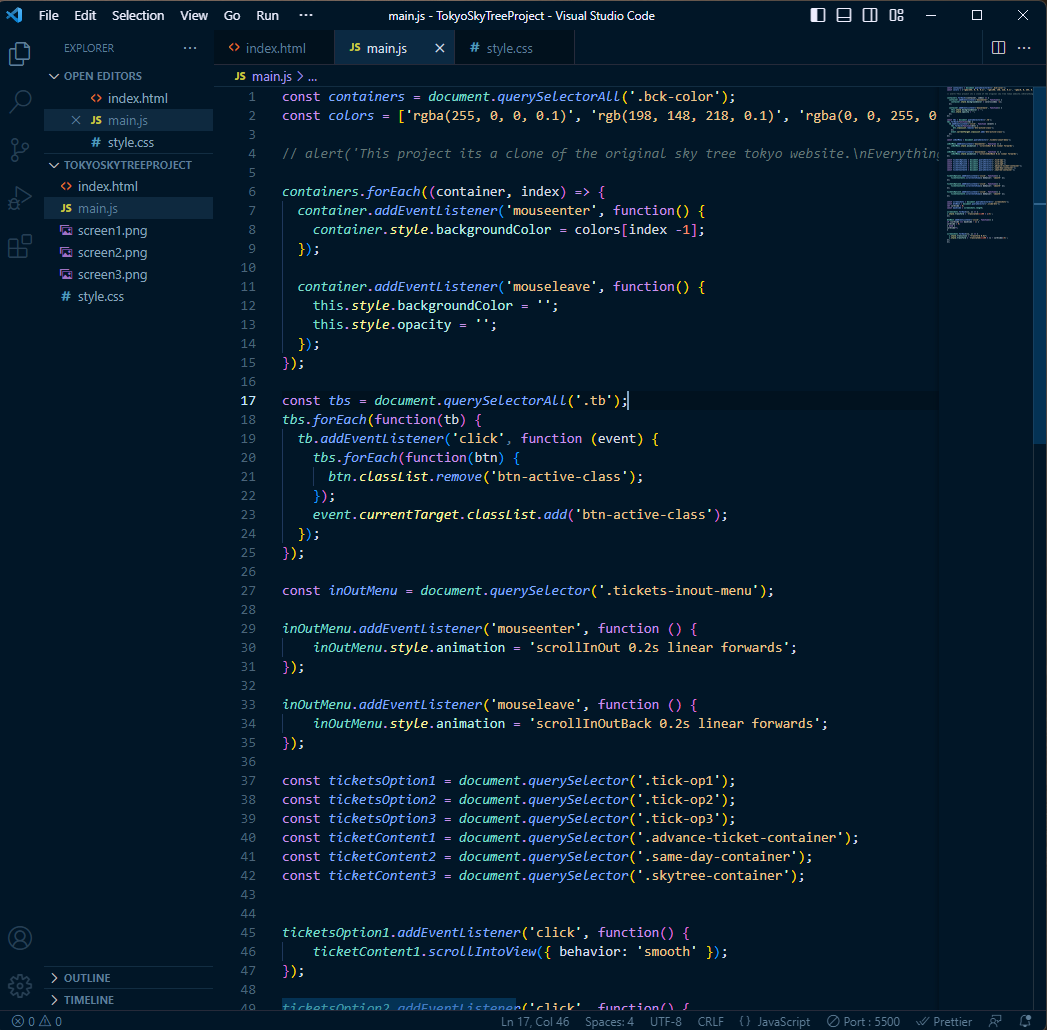 File Edit Selection View Go Run ··· main.js - TokyoSkyTreeProject - Visual Studio Code
EXPLORER ···
OPEN EDITORS
<> index.html
JS main.js
# style.css
TOKYOSKYTREEPROJECT
<> index.html
JS main.js
screen1.png
screen2.png
screen3.png
# style.css
OUTLINE
TIMELINE
<> index.html JS main.js # style.css ···
JS main.js > ...
1 const containers = document.querySelectorAll('.bck-color');
2 const colors = ['rgba(255, 0, 0, 0.1)', 'rgb(198, 148, 218, 0.1)', 'rgba(0, 0, 255, 0
3
4 // alert('This project its a clone of the original sky tree tokyo website.\nEverything
5
6 containers.forEach((container, index) => {
7 container.addEventListener('mouseenter', function() {
8 container.style.backgroundColor = colors[index -1];
9 });
10
11 container.addEventListener('mouseleave', function() {
12 this.style.backgroundColor = '';
13 this.style.opacity = '';
14 });
15 });
16
17 const tbs = document.querySelectorAll('.tb');
18 tbs.forEach(function(tb) {
19 tb.addEventListener('click', function (event) {
20 tbs.forEach(function(btn) {
21 btn.classList.remove('btn-active-class');
22 });
23 event.currentTarget.classList.add('btn-active-class');
24 });
25 });
26
27 const inOutMenu = document.querySelector('.tickets-inout-menu');
28
29 inOutMenu.addEventListener('mouseenter', function () {
30 inOutMenu.style.animation = 'scrollInOut 0.2s linear forwards';
31 });
32
33 inOutMenu.addEventListener('mouseleave', function () {
34 inOutMenu.style.animation = 'scrollInOutBack 0.2s linear forwards';
35 });
36
37 const ticketsOption1 = document.querySelector('.tick-op1');
38 const ticketsOption2 = document.querySelector('.tick-op2');
39 const ticketsOption3 = document.querySelector('.tick-op3');
40 const ticketContent1 = document.querySelector('.advance-ticket-container');
41 const ticketContent2 = document.querySelector('.same-day-container');
42 const ticketContent3 = document.querySelector('.skytree-container');
43
44
45 ticketsOption1.addEventListener('click', function() {
46 ticketContent1.scrollIntoView({ behavior: 'smooth' });
47 });
48
49 ticketsOption2.addEventListener('click', function() {
0 0 Ln 17, Col 46 Spaces: 4 UTF-8 CRLF {} JavaScript Port : 5500 Prettier